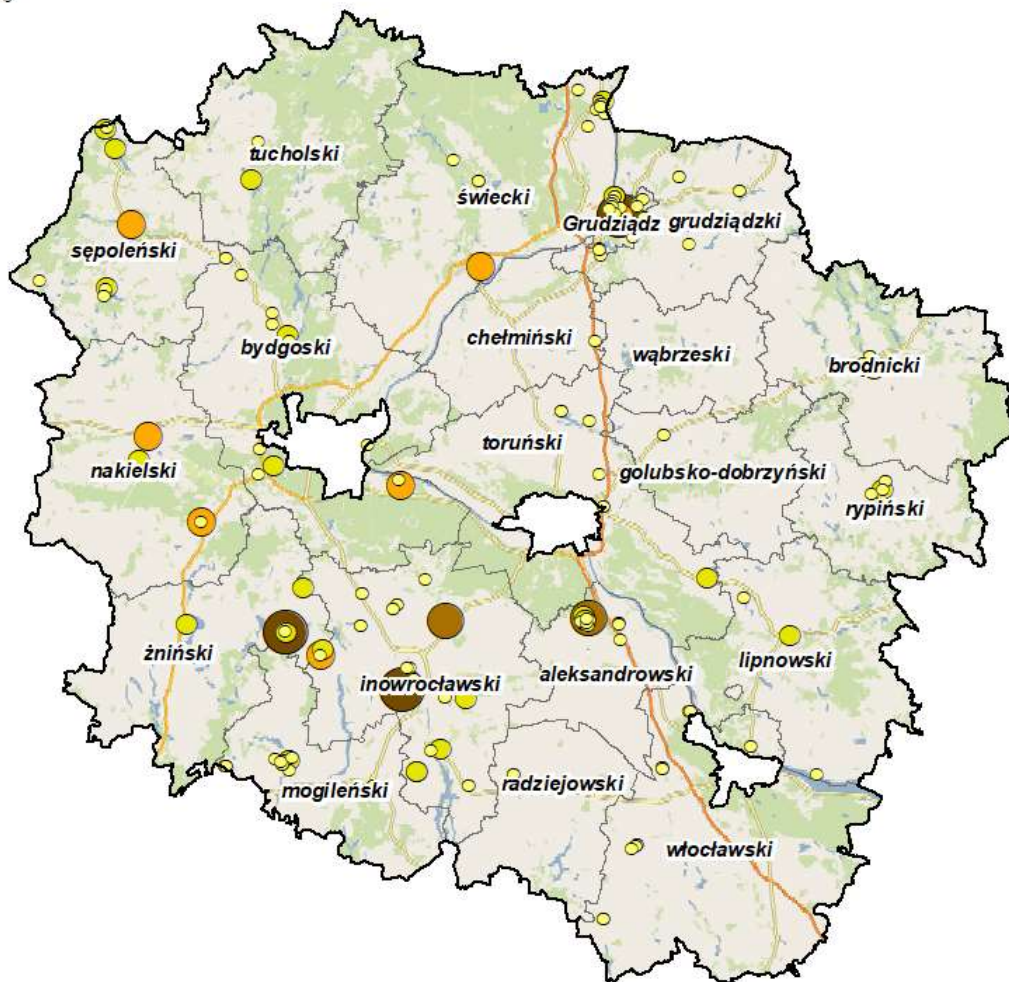 tucholski
świecki
Grudziądz grudziądzki
sępoleński
chełmiński
bydgoski
wąbrzeski
brodnicki
toruński
nakielski
golubsko-dobrzyński
rypiński
żniński
lipnowski
aleksandrowski
inowrocławski
radziejowski
mogileński
włocławski